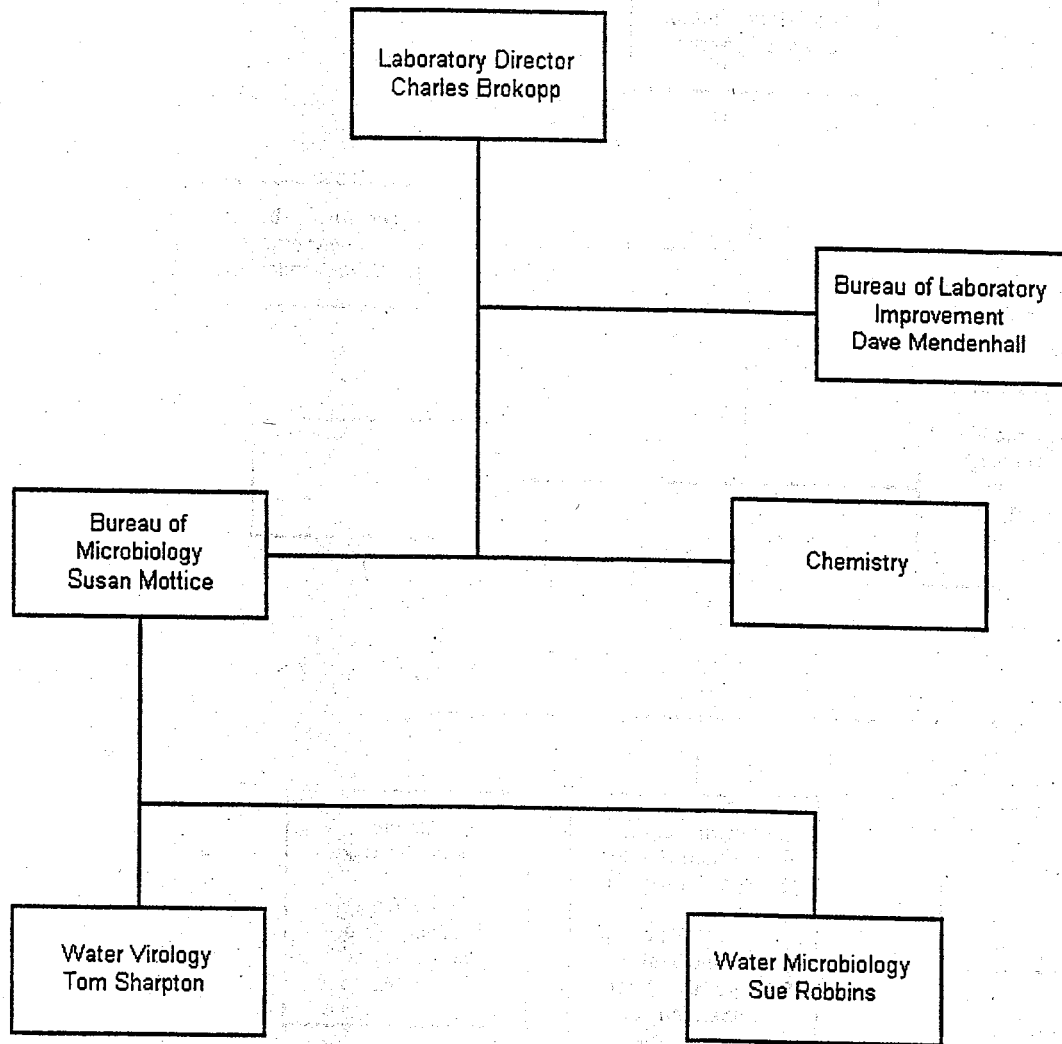 Laboratory Director
Charles Brokopp
Bureau of Laboratory
Improvement
Dave Mendenhall
Bureau of
Microbiology
Susan Mottice
Chemistry
Water Virology
Tom Sharpton
Water Microbiology
Sue Robbins